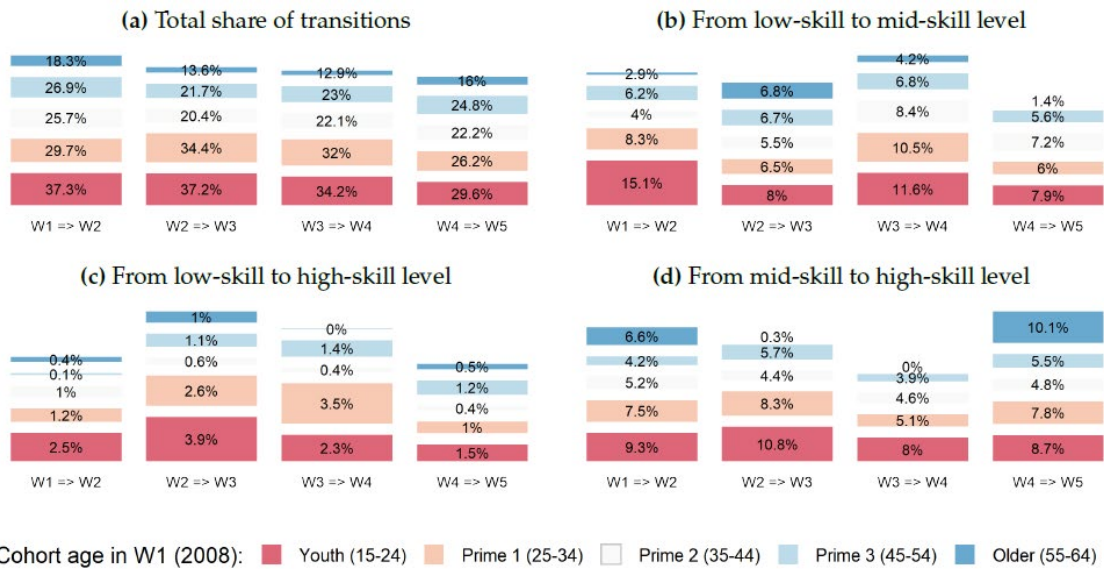 (a) Total share of transitions
18.3% 13.6% 12.9% 16%
26.9% 21.7% 23% 24.8%
25.7% 20.4% 22.1% 22.2%
29.7% 34.4% 32% 26.2%
37.3% 37.2% 34.2% 29.6%
W1 => W2 W2 => W3 W3 => W4 W4 => W5
(b) From low-skill to mid-skill level
2.9% 6.8% 4.2% 1.4%
6.2% 6.7% 6.8% 5.6%
4% 5.5% 8.4% 7.2%
8.3% 6.5% 10.5% 6%
15.1% 8% 11.6% 7.9%
W1 => W2 W2 => W3 W3 => W4 W4 => W5
(c) From low-skill to high-skill level
0.4% 1% 0% 0.5%
0.1% 1.1% 1.4% 1.2%
1% 0.6% 0.4% 0.4%
1.2% 2.6% 3.5% 1%
2.5% 3.9% 2.3% 1.5%
W1 => W2 W2 => W3 W3 => W4 W4 => W5
(d) From mid-skill to high-skill level
6.6% 0.3% 0% 10.1%
4.2% 5.7% 3.9% 5.5%
5.2% 4.4% 4.6% 4.8%
7.5% 8.3% 5.1% 7.8%
9.3% 10.8% 8% 8.7%
W1 => W2 W2 => W3 W3 => W4 W4 => W5
Cohort age in W1 (2008): Youth (15-24) Prime 1 (25-34) Prime 2 (35-44) Prime 3 (45-54) Older (55-64)